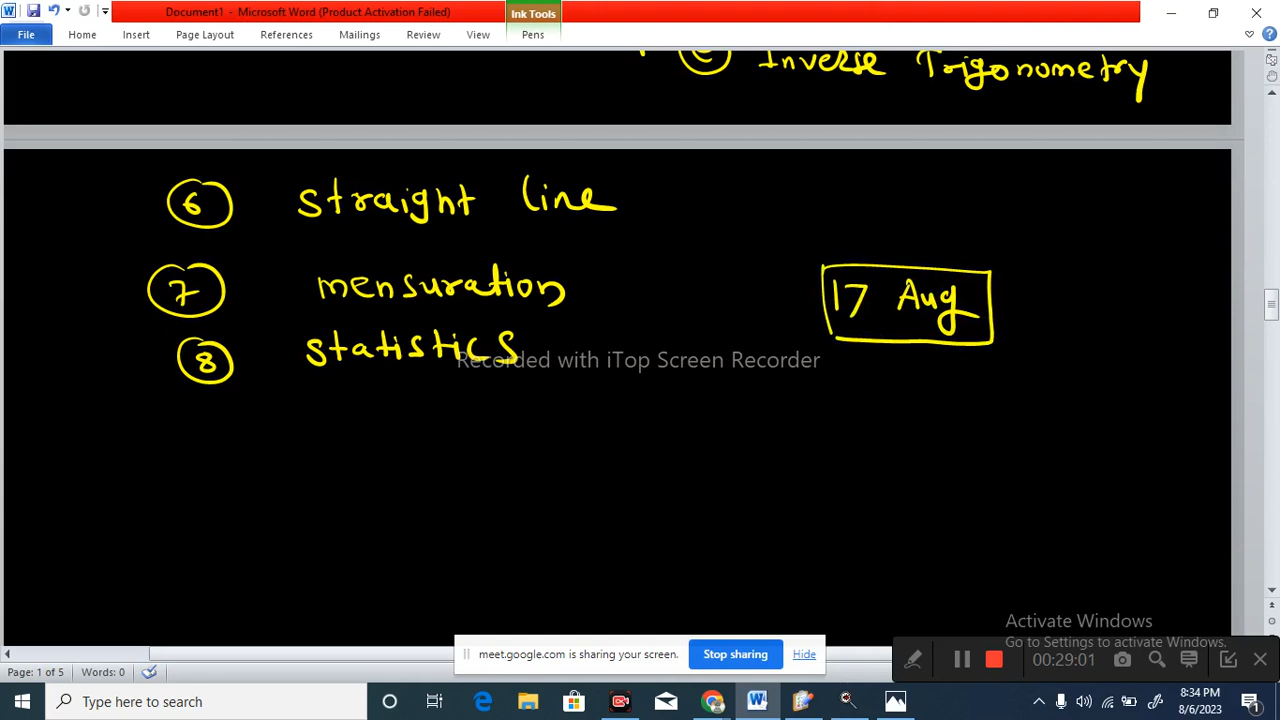 Document1 - Microsoft Word (Product Activation Failed)
Ink Tools
File Home Insert Page Layout References Mailings Review View Pens
C Inverse Trigonometry
6 straight line
7 mensuration
17 Aug
8 statistics
Recorded with iTop Screen Recorder
Activate Windows
Go to Settings to activate Windows.
meet.google.com is sharing your screen. Stop sharing Hide
00:29:01
Page: 1 of 5 Words: 0
Type here to search
8:34 PM
8/6/2023